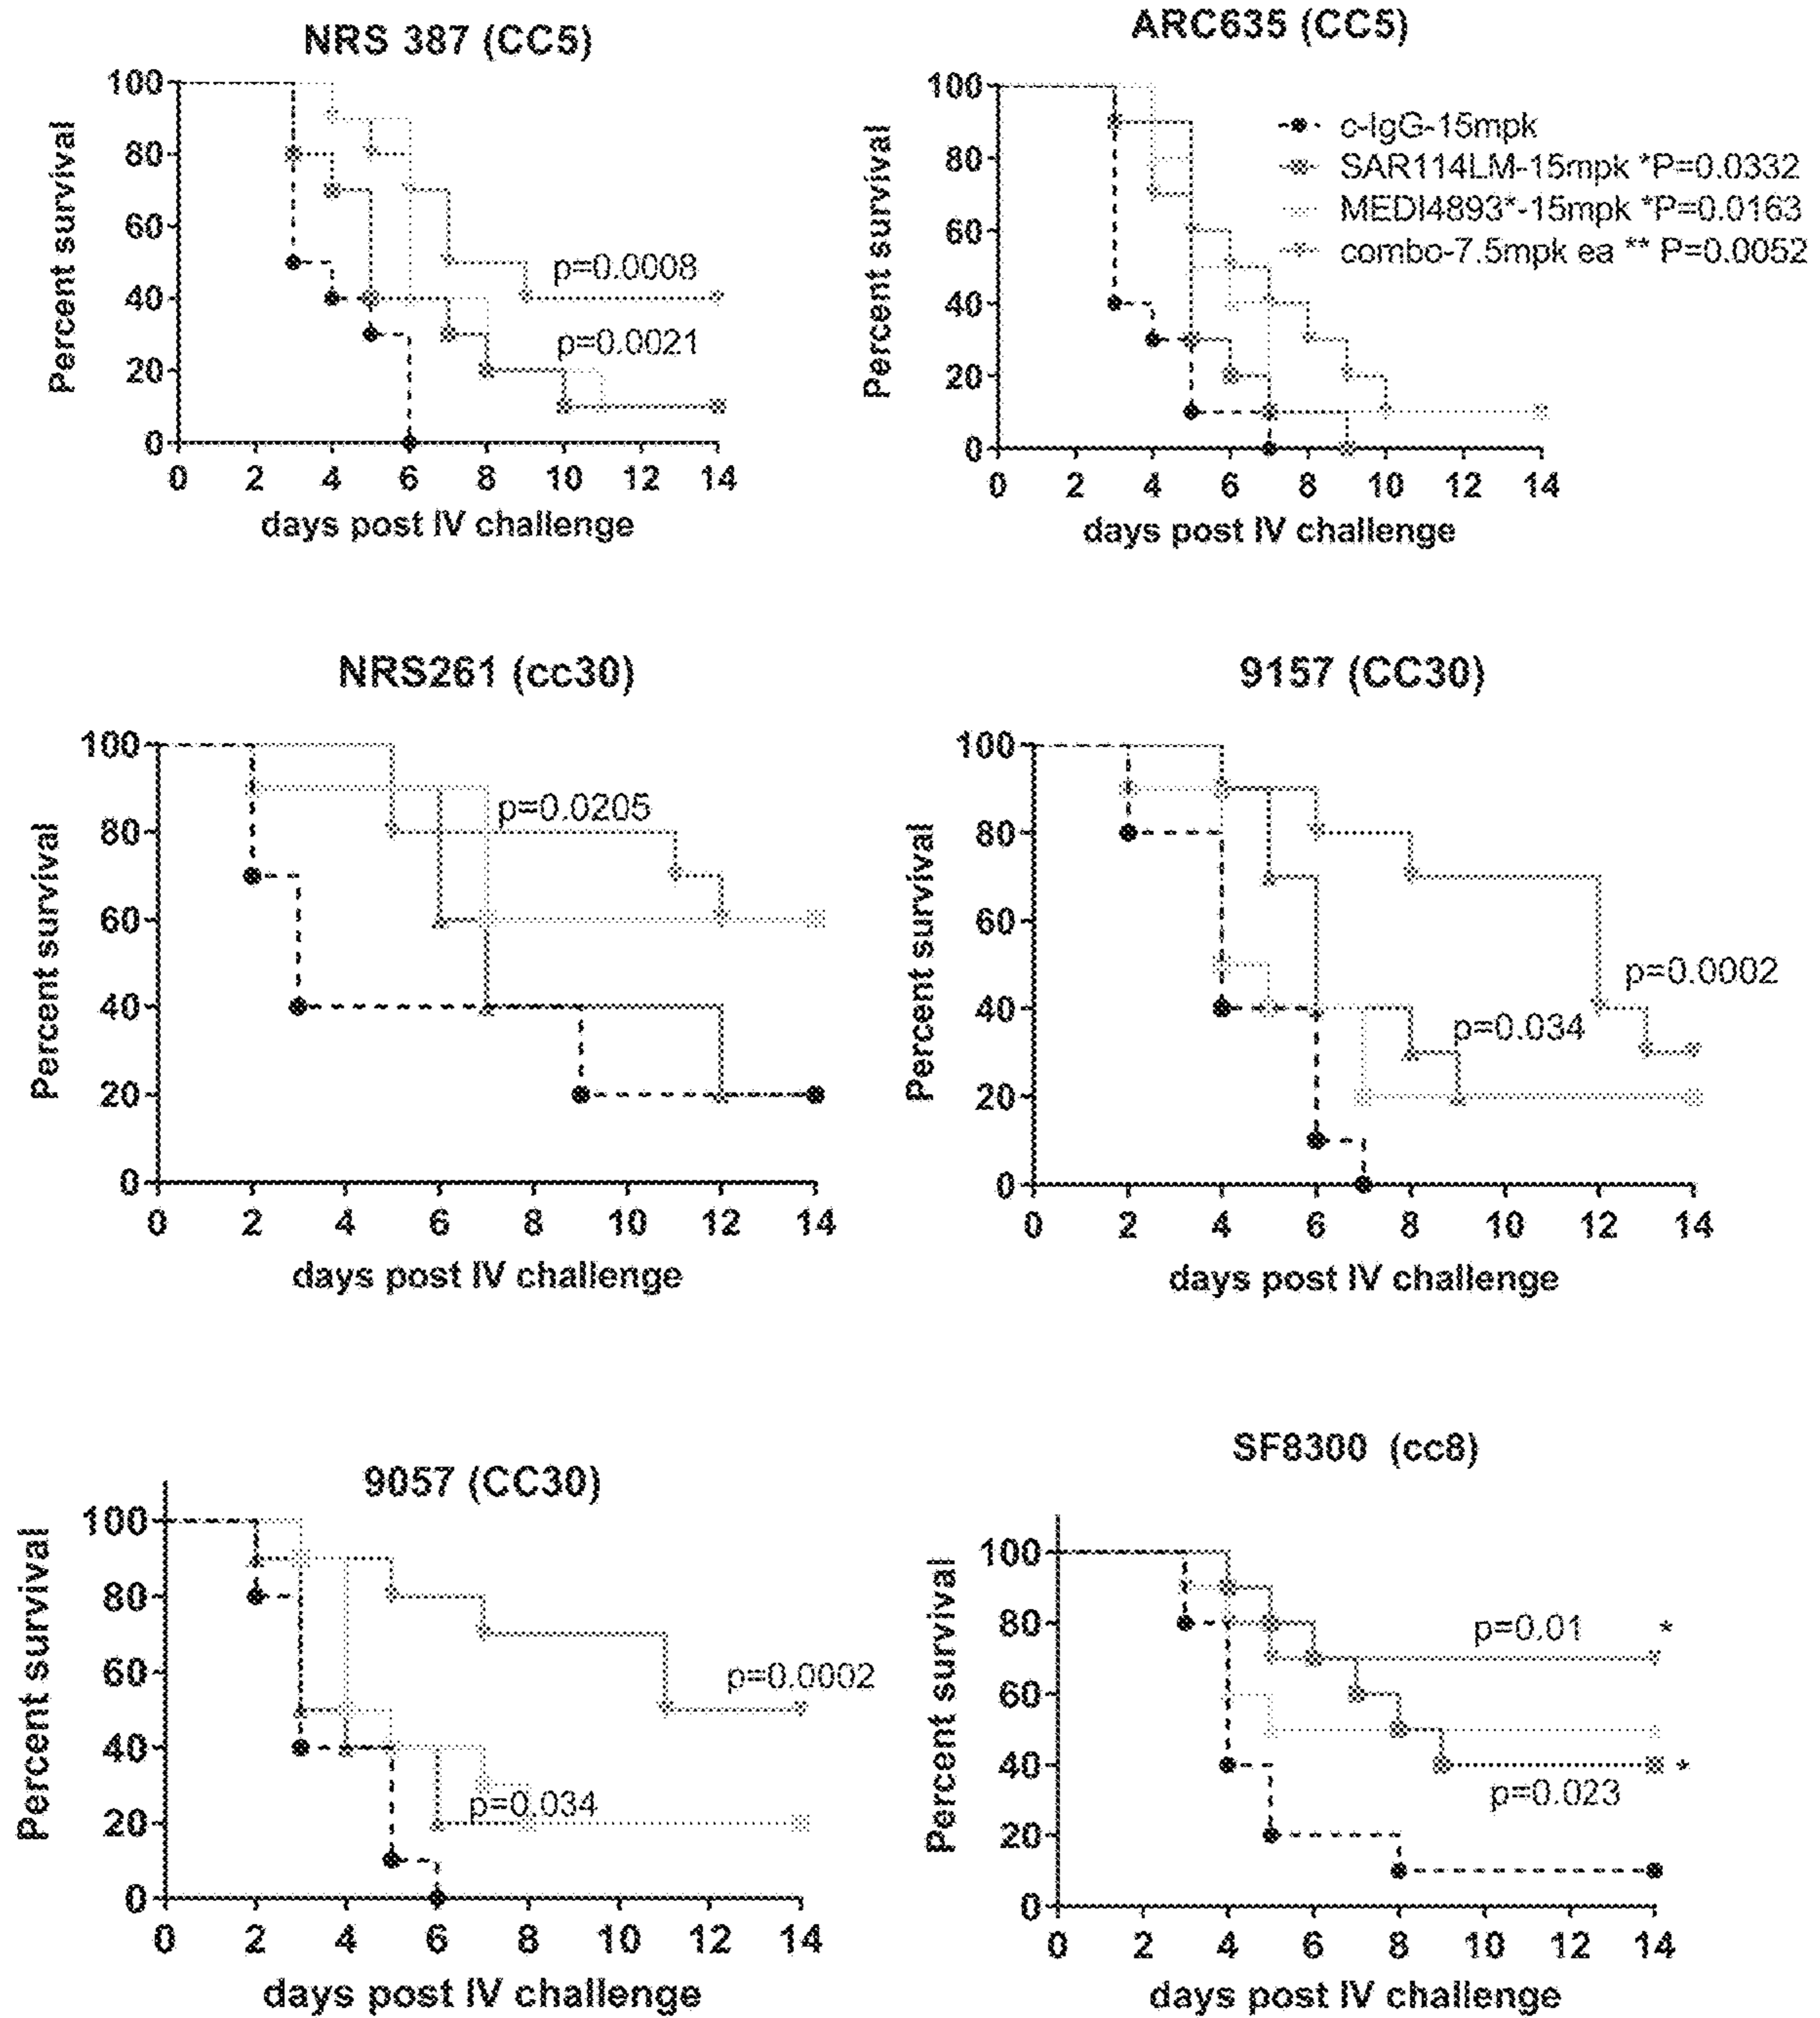 NRS 387 (CC5)
Percent survival
100
80
60
40
20
0
p=0.0008
p=0.0021
0 2 4 6 8 10 12 14
days post IV challenge
ARC635 (CC5)
Percent survival
100
80
60
40
20
0
c-IgG-15mpk
SAR114LM-15mpk *P=0.0332
MEDI4893*-15mpk *P=0.0163
combo-7.5mpk ea ** P=0.0052
0 2 4 6 8 10 12 14
days post IV challenge
NRS261 (cc30)
Percent survival
100
80
60
40
20
0
p=0.0205
0 2 4 6 8 10 12 14
days post IV challenge
9157 (CC30)
Percent survival
100
80
60
40
20
0
p=0.0002
p=0.034
0 2 4 6 8 10 12 14
days post IV challenge
9057 (CC30)
Percent survival
100
80
60
40
20
0
p=0.0002
p=0.034
0 2 4 6 8 10 12 14
days post IV challenge
SF8300 (cc8)
Percent survival
100
80
60
40
20
0
p=0.01 *
*
p=0.023
0 2 4 6 8 10 12 14
days post IV challenge